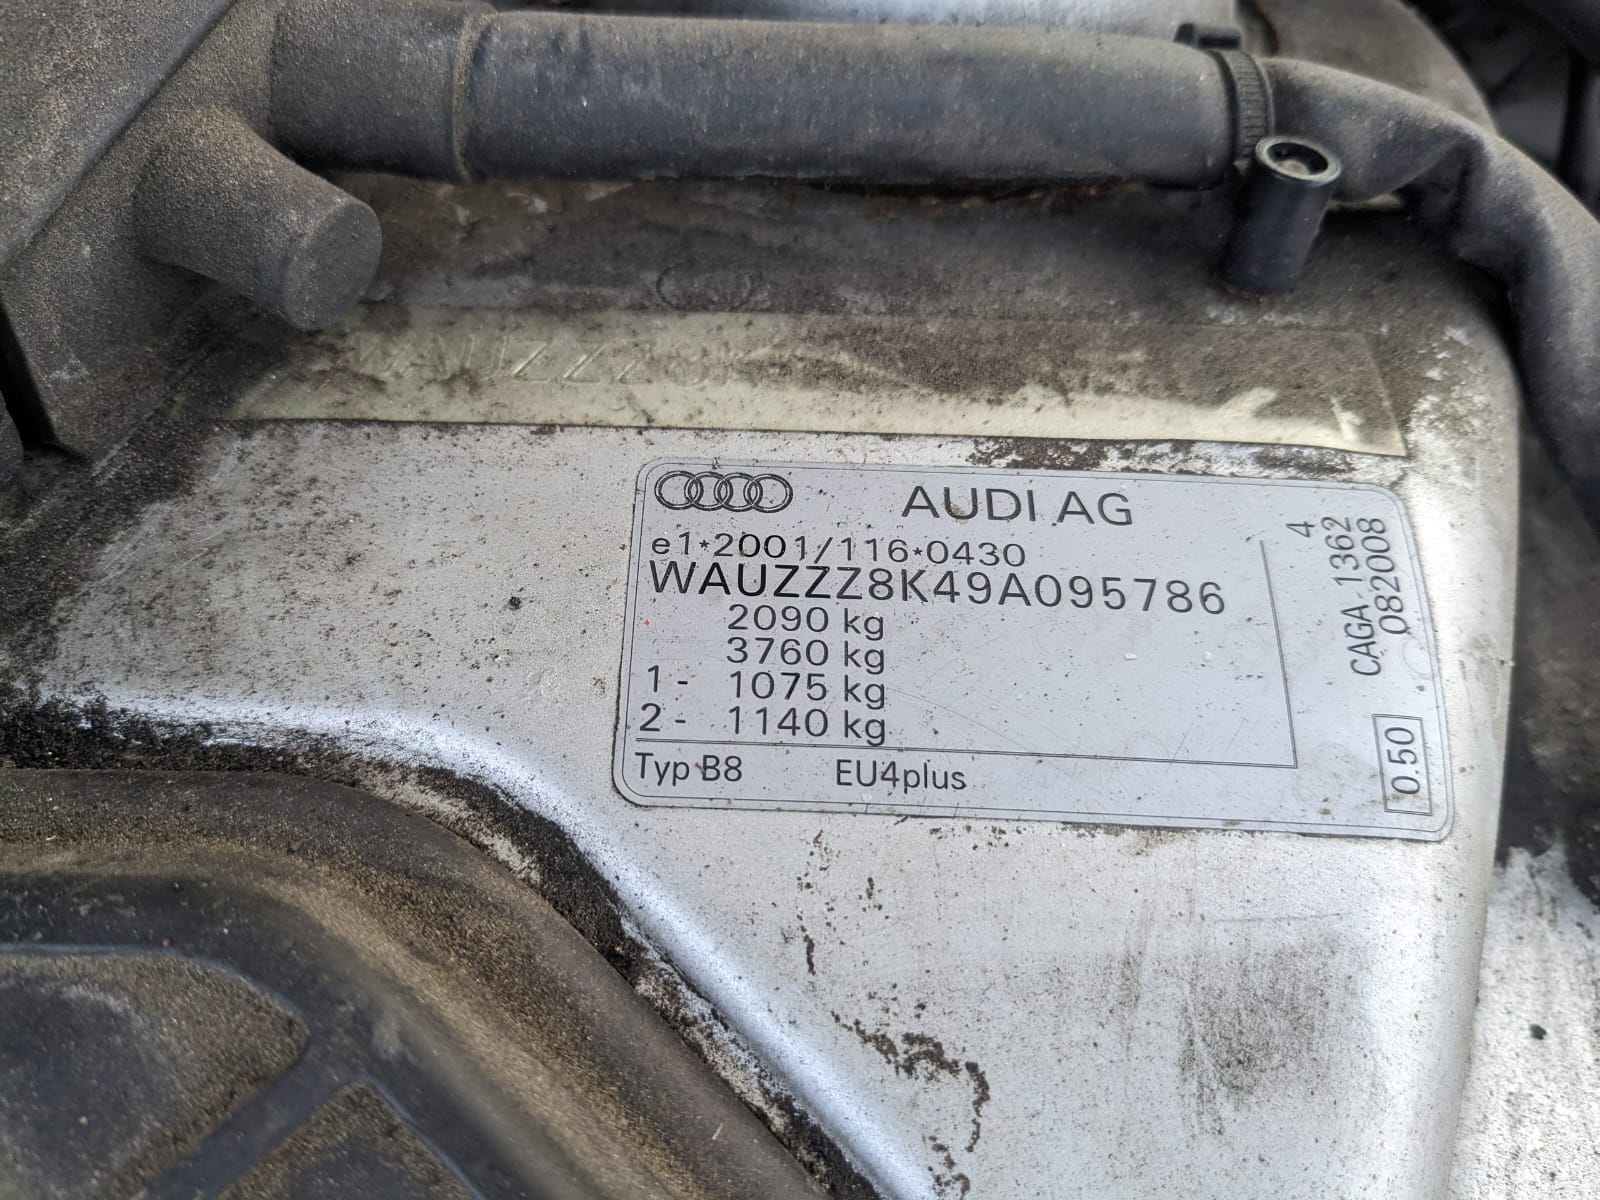 WAUZZZ8K
AUDI AG
e1*2001/116*0430
WAUZZZ8K49A095786
2090 kg
3760 kg
1- 1075 kg
2- 1140 kg
Typ B8 EU4plus
4
CAGA-1362
082008
0.50